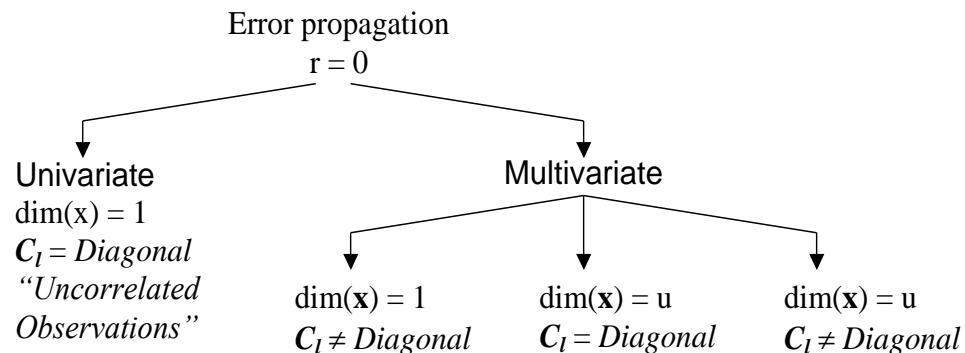 Error propagation
r = 0
Univariate
dim(x) = 1
C_l = Diagonal
“Uncorrelated
Observations”
Multivariate
dim(x) = 1
C_l ≠ Diagonal
dim(x) = u
C_l = Diagonal
dim(x) = u
C_l ≠ Diagonal